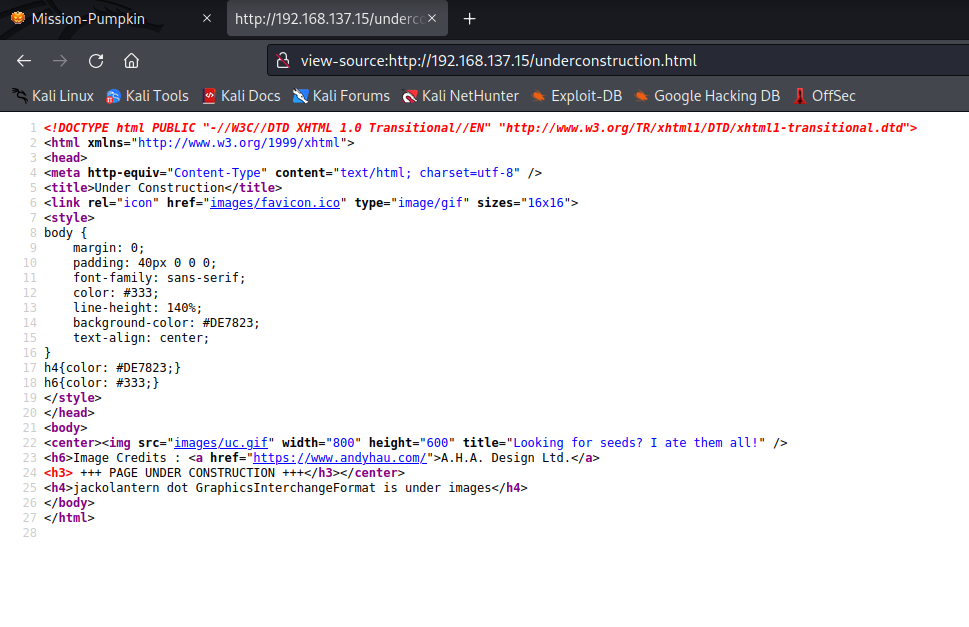 Mission-Pumpkin
http://192.168.137.15/underc
view-source:http://192.168.137.15/underconstruction.html
Kali Linux Kali Tools Kali Docs Kali Forums Kali NetHunter Exploit-DB Google Hacking DB OffSec
1 <!DOCTYPE html PUBLIC "-//W3C//DTD XHTML 1.0 Transitional//EN" "http://www.w3.org/TR/xhtml1/DTD/xhtml1-transitional.dtd">
2 <html xmlns="http://www.w3.org/1999/xhtml">
3 <head>
4 <meta http-equiv="Content-Type" content="text/html; charset=utf-8" />
5 <title>Under Construction</title>
6 <link rel="icon" href="images/favicon.ico" type="image/gif" sizes="16x16">
7 <style>
8 body {
9     margin: 0;
10     padding: 40px 0 0 0;
11     font-family: sans-serif;
12     color: #333;
13     line-height: 140%;
14     background-color: #DE7823;
15     text-align: center;
16 }
17 h4{color: #DE7823;}
18 h6{color: #333;}
19 </style>
20 </head>
21 <body>
22 <center><img src="images/uc.gif" width="800" height="600" title="Looking for seeds? I ate them all!" />
23 <h6>Image Credits : <a href="https://www.andyhau.com/">A.H.A. Design Ltd.</a>
24 <h3> +++ PAGE UNDER CONSTRUCTION +++</h3></center>
25 <h4>jackolantern dot GraphicsInterchangeFormat is under images</h4>
26 </body>
27 </html>
28